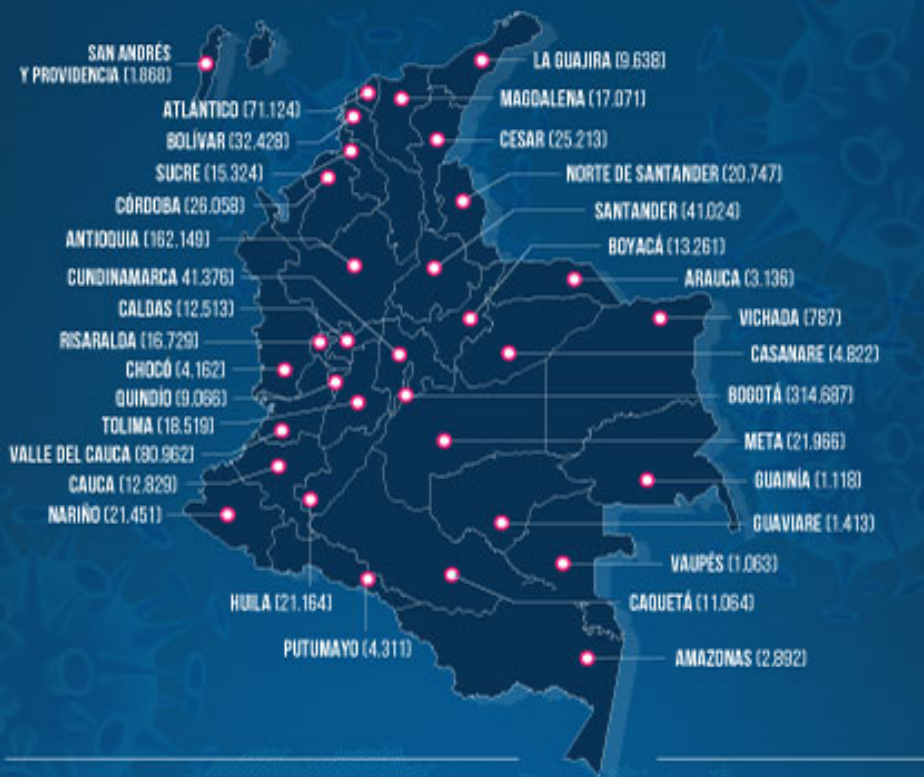 SAN ANDRÉS
Y PROVIDENCIA (1.868)
ATLÁNTICO (71.124)
BOLÍVAR (32.428)
SUCRE (15.324)
CÓRDOBA (26.058)
ANTIOQUIA (162.149)
CUNDINAMARCA 41.376)
CALDAS (12.513)
RISARALDA (16.729)
CHOCÓ (4.162)
QUINDÍO (9.066)
TOLIMA (18.519)
VALLE DEL CAUCA (80.962)
CAUCA (12.829)
NARIÑO (21.451)
HUILA (21.164)
PUTUMAYO (4.311)
LA GUAJIRA (9.638)
MAGDALENA (17.071)
CESAR (25.213)
NORTE DE SANTANDER (20.747)
SANTANDER (41.024)
BOYACÁ (13.261)
ARAUCA (3.136)
VICHADA (787)
CASANARE (4.822)
BOGOTÁ (314.687)
META (21.966)
GUAINÍA (1.118)
GUAVIARE (1.413)
VAUPÉS (1.063)
CAQUETÁ (11.064)
AMAZONAS (2.892)